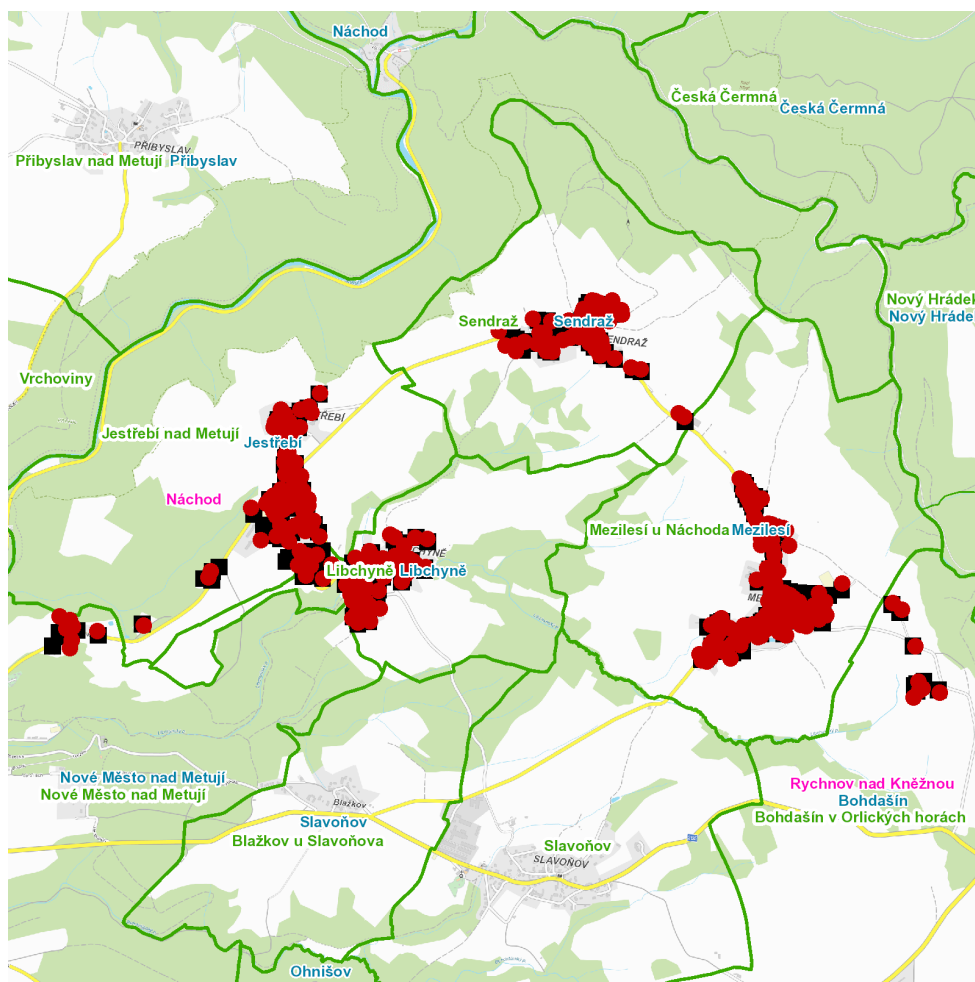 Náchod
Česká Čermná
Česká Čermná
PŘIBYSLAV
Přibyslav nad Metují
Přibyslav
Nový Hrádek
Nový Hrádek
Sendraž
Sendraž
Vrchoviny
Jestřebí nad Metují
Jestřebí
Náchod
Mezilesí u Náchoda
Mezilesí
Libchyně
Libchyně
Nové Město nad Metují
Nové Město nad Metují
Rychnov nad Kněžnou
Bohdašín
Bohdašín v Orlických horách
Blažkov
Slavoňov
Blažkov u Slavoňova
Slavoňov
SLAVOŇOV
Ohnišov